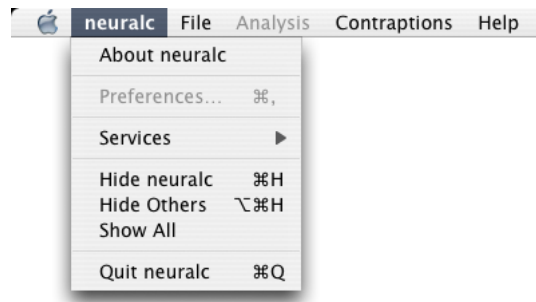 neuralc File Analysis Contraptions Help
About neuralc
Preferences... ⌘,
Services ▶
Hide neuralc ⌘H
Hide Others ⌥⌘H
Show All
Quit neuralc ⌘Q